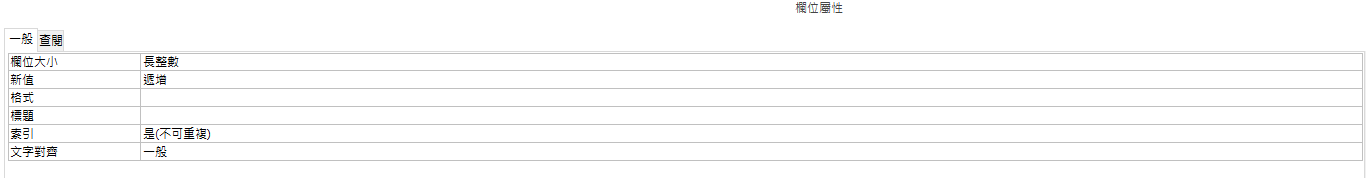 欄位屬性
一般 查閱
欄位大小 長整數
新值 遞增
格式
標題
索引 是(不可重複)
文字對齊 一般